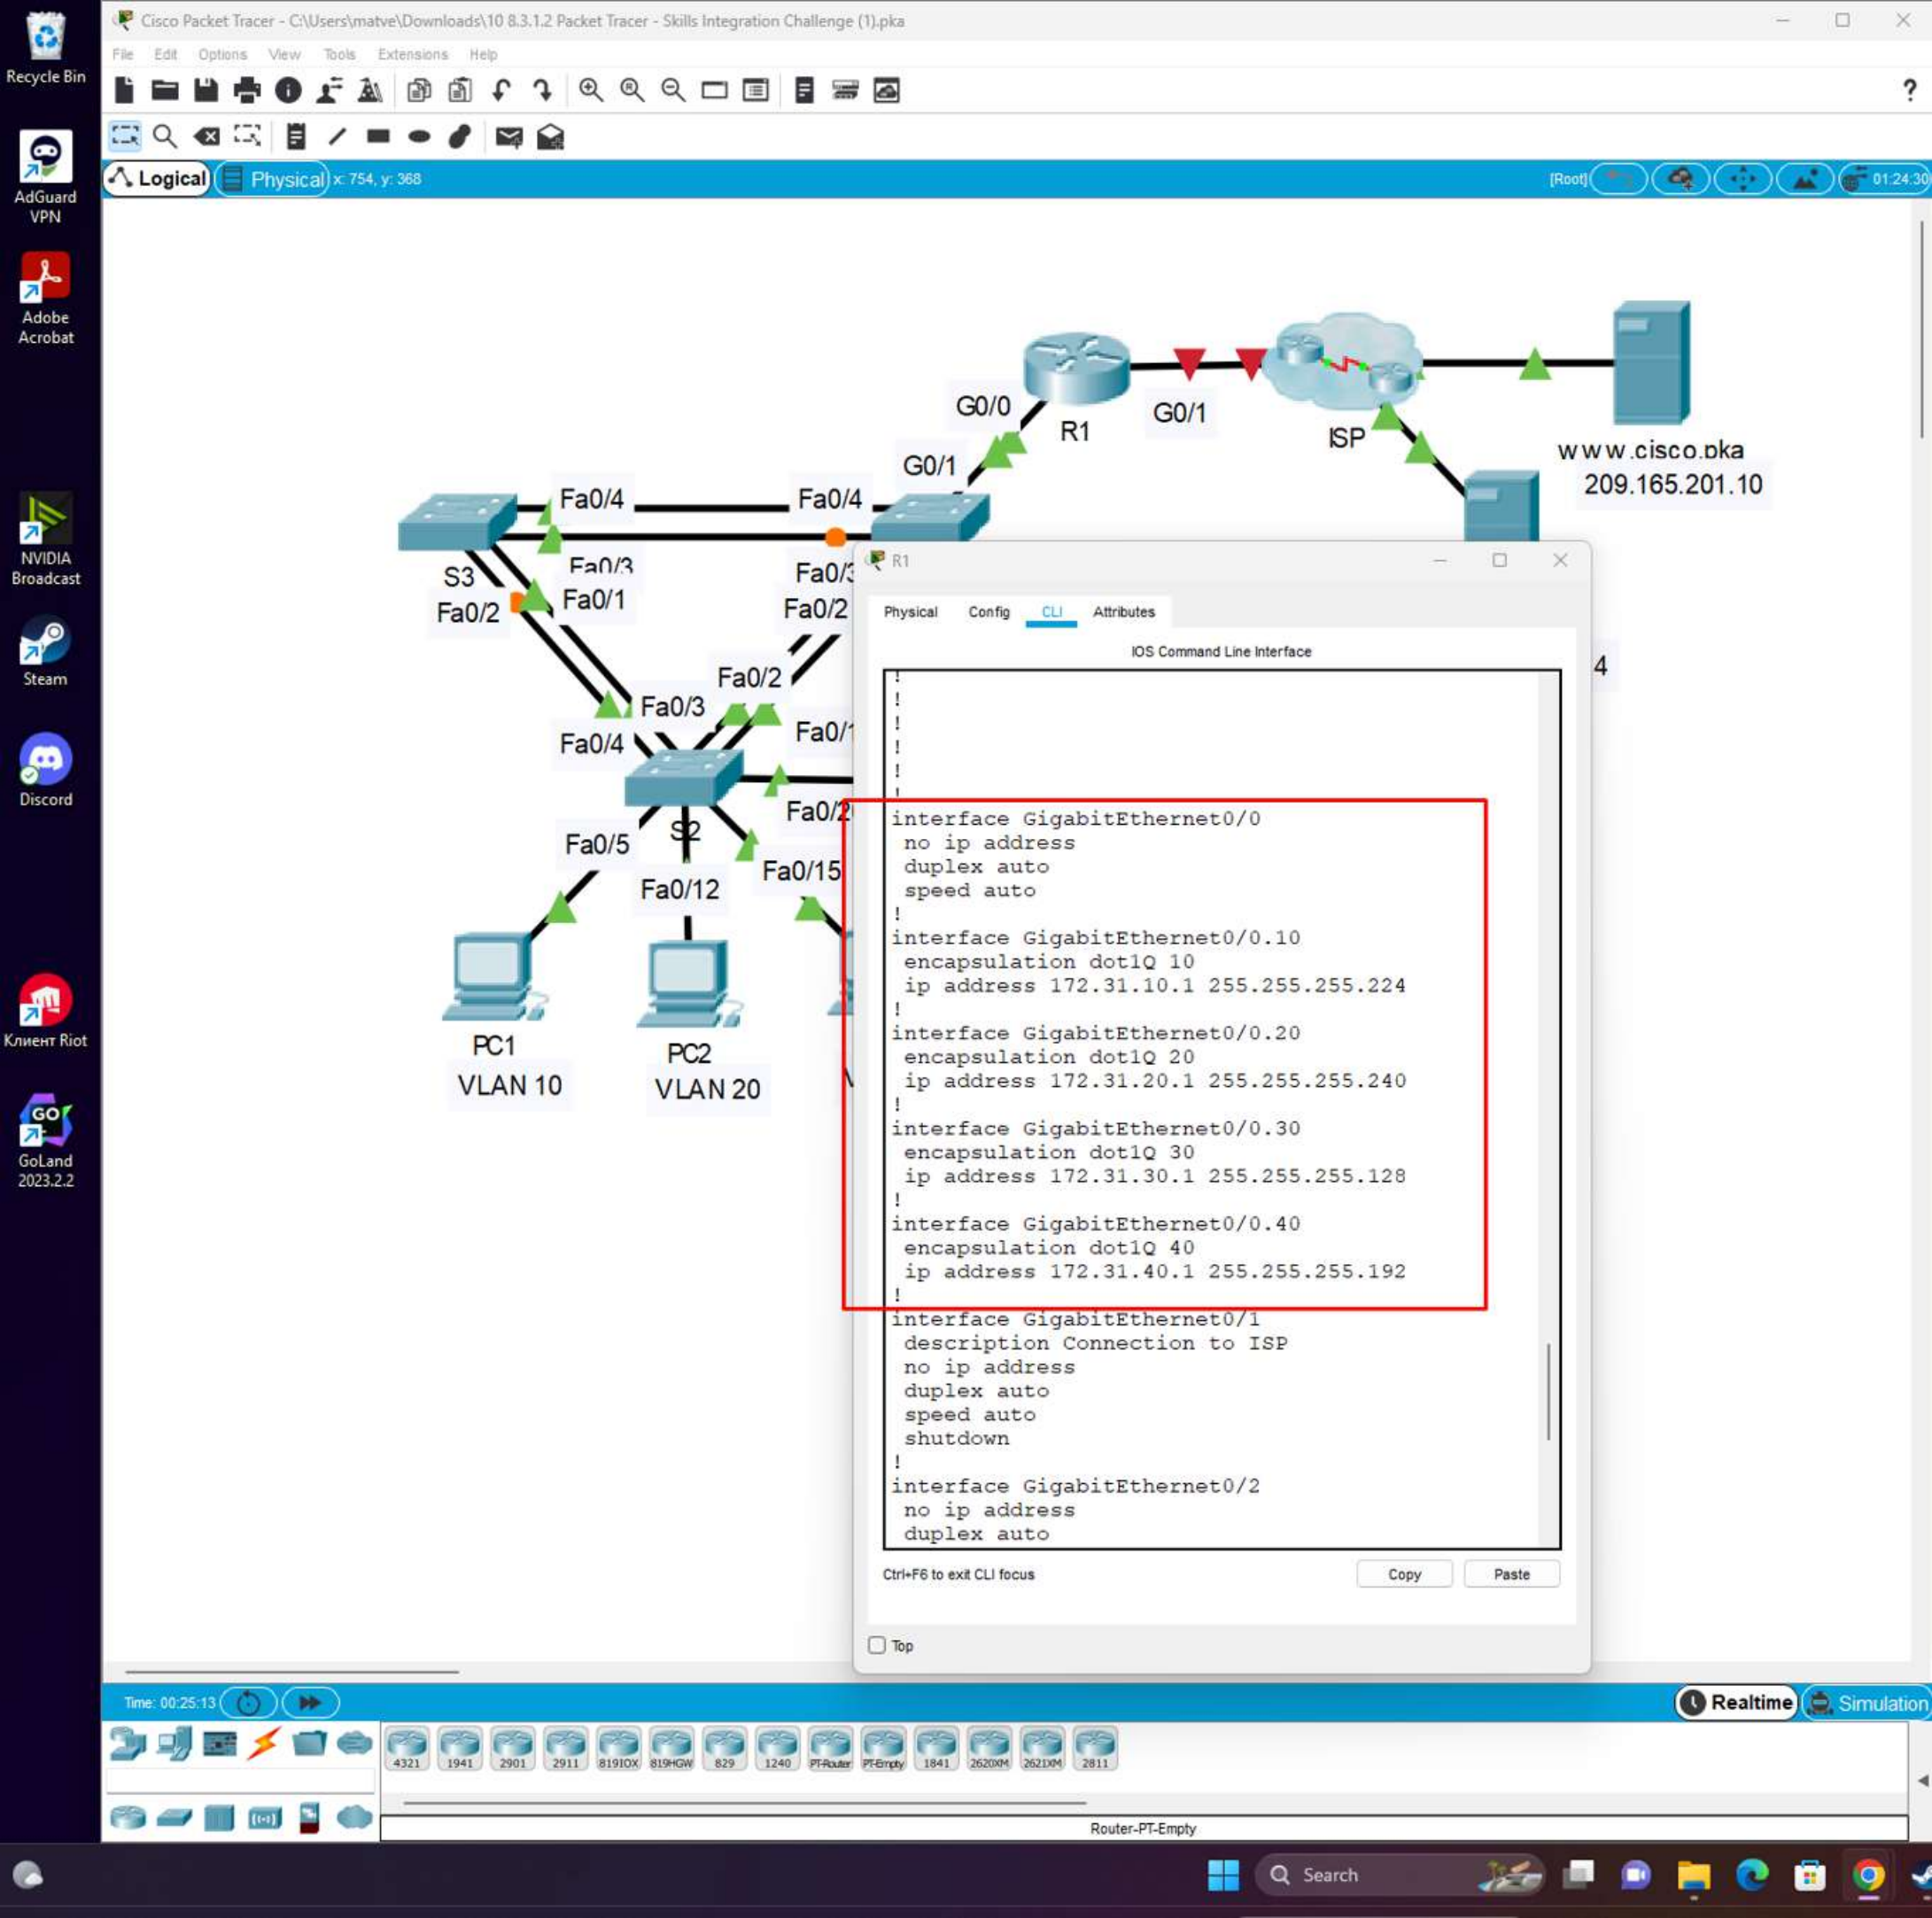 Recycle Bin
AdGuard
VPN
Adobe
Acrobat
NVIDIA
Broadcast
Steam
Discord
Клиент Riot
GO
GoLand
2023.2.2
Cisco Packet Tracer - C:\Users\matve\Downloads\10 8.3.1.2 Packet Tracer - Skills Integration Challenge (1).pka
File Edit Options View Tools Extensions Help
?
Logical Physical x: 754, y: 368 [Root] 01:24:30
G0/0
R1
G0/1
ISP
www.cisco.pka
209.165.201.10
G0/1
Fa0/4
Fa0/4
S3
Fa0/3
Fa0/3
Fa0/2
Fa0/1
Fa0/2
Fa0/2
Fa0/3
Fa0/1
Fa0/4
Fa0/2
S2
Fa0/5
Fa0/12
Fa0/15
PC1
VLAN 10
PC2
VLAN 20
4
R1
Physical Config CLI Attributes
IOS Command Line Interface
!
!
!
!
!
!
interface GigabitEthernet0/0
no ip address
duplex auto
speed auto
!
interface GigabitEthernet0/0.10
encapsulation dot1Q 10
ip address 172.31.10.1 255.255.255.224
!
interface GigabitEthernet0/0.20
encapsulation dot1Q 20
ip address 172.31.20.1 255.255.255.240
!
interface GigabitEthernet0/0.30
encapsulation dot1Q 30
ip address 172.31.30.1 255.255.255.128
!
interface GigabitEthernet0/0.40
encapsulation dot1Q 40
ip address 172.31.40.1 255.255.255.192
!
interface GigabitEthernet0/1
description Connection to ISP
no ip address
duplex auto
speed auto
shutdown
!
interface GigabitEthernet0/2
no ip address
duplex auto
Ctrl+F6 to exit CLI focus
Copy Paste
Top
Time: 00:25:13
Realtime Simulation
4321 1941 2901 2911 819IOX 819HGW 829 1240 PT-Router PT-Empty 1841 2620XM 2621XM 2811
Router-PT-Empty
Search